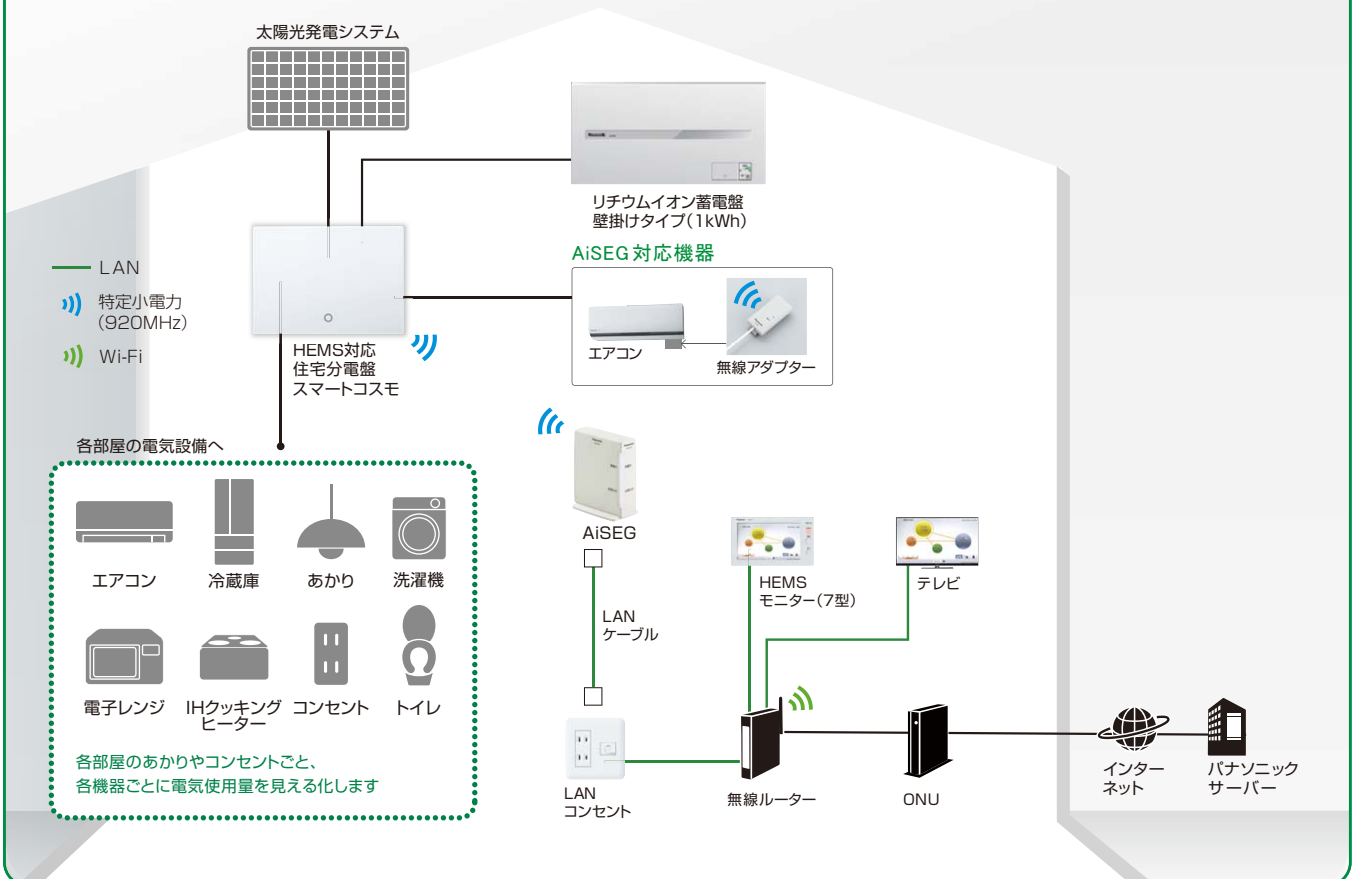 太陽光発電システム
リチウムイオン蓄電盤
壁掛けタイプ(1kWh)
AiSEG対応機器
LAN
特定小電力
(920MHz)
Wi-Fi
HEMS対応
住宅分電盤
スマートコスモ
エアコン
無線アダプター
各部屋の電気設備へ
エアコン
冷蔵庫
あかり
洗濯機
電子レンジ
IHクッキング
ヒーター
コンセント
トイレ
各部屋のあかりやコンセントごと、
各機器ごとに電気使用量を見える化します
AiSEG
LAN
ケーブル
HEMS
モニター(7型)
テレビ
LAN
コンセント
無線ルーター
ONU
インター
ネット
パナソニック
サーバー